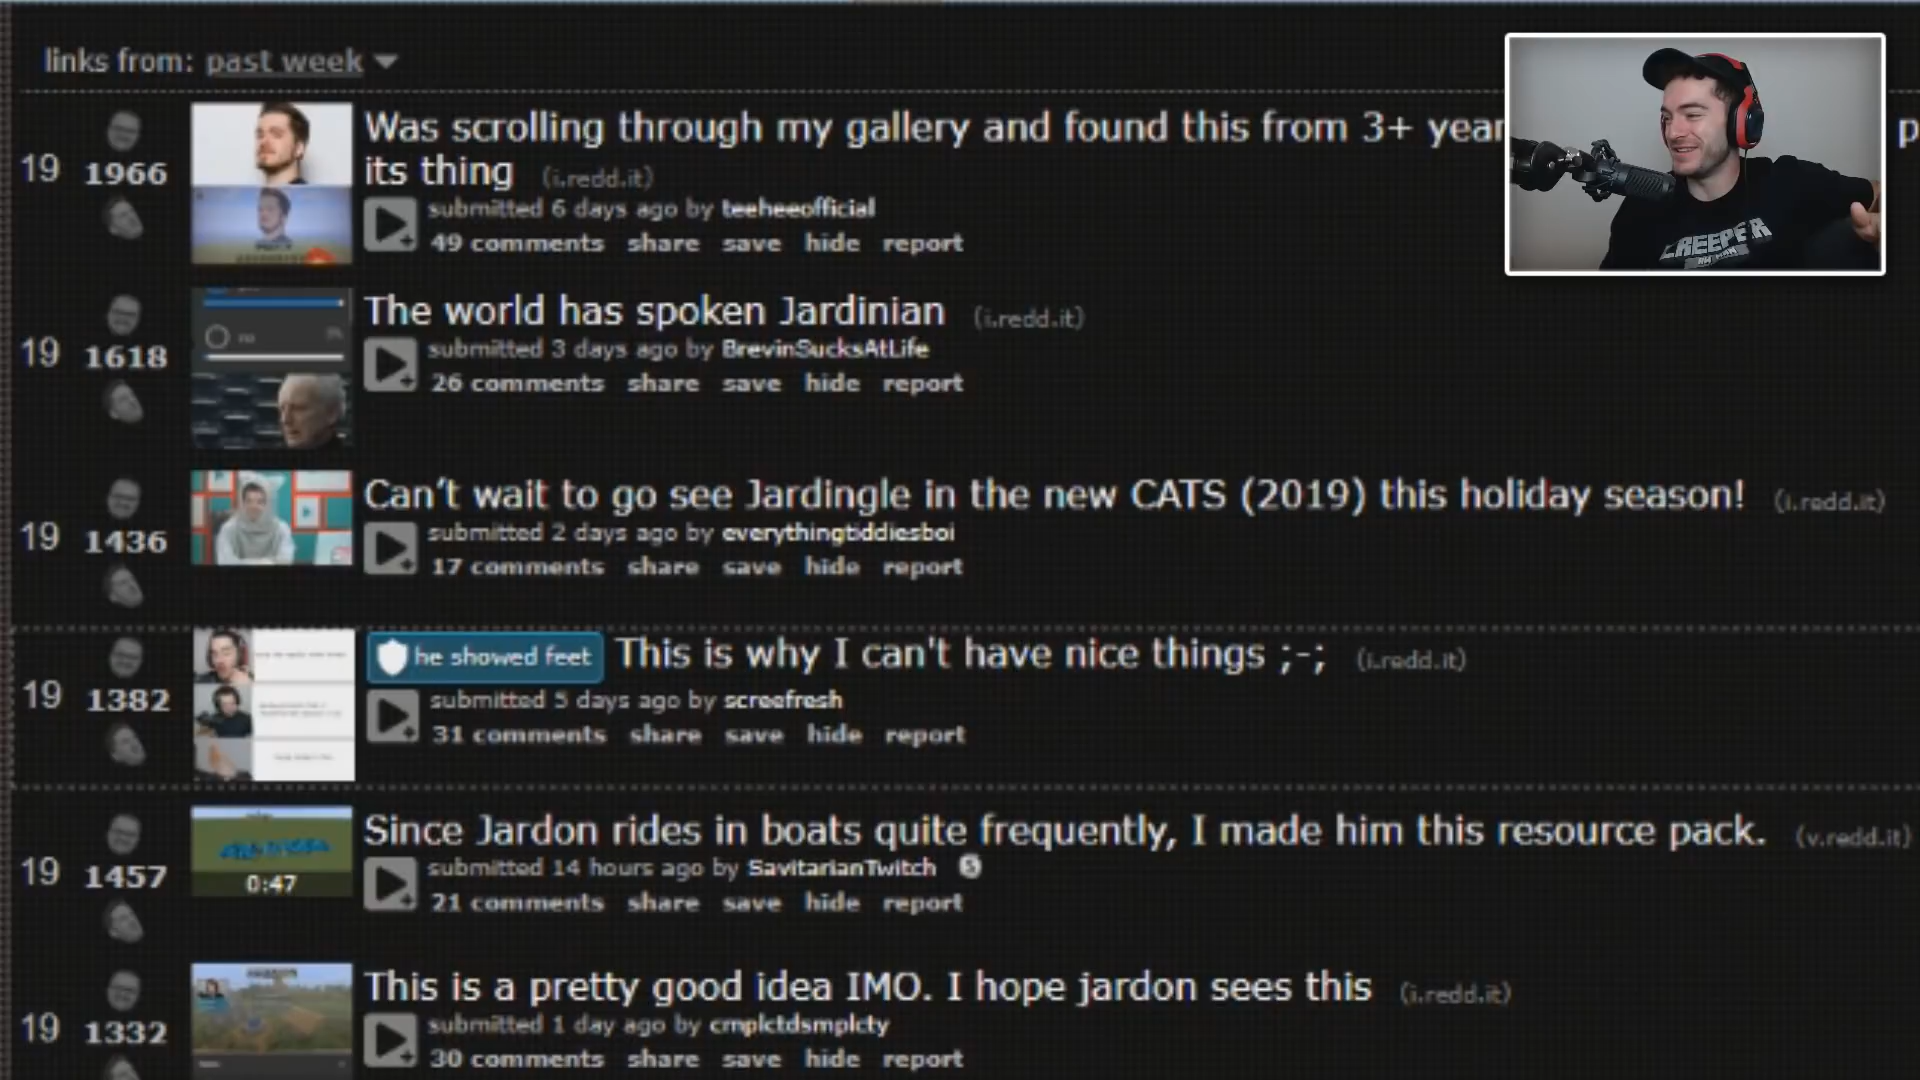 links from: past week
19 1966 Was scrolling through my gallery and found this from 3+ year p
its thing (i.redd.it)
submitted 6 days ago by teeheeofficial
49 comments share save hide report
The world has spoken Jardinian (i.redd.it)
19 1618 submitted 3 days ago by BrevinSucksAtLife
26 comments share save hide report
Can't wait to go see Jardingle in the new CATS (2019) this holiday season! (i.redd.it)
19 1436 submitted 2 days ago by everythingtiddiesboi
17 comments share save hide report
he showed feet This is why I can't have nice things ;-; (i.redd.it)
19 1382 submitted 5 days ago by screefresh
31 comments share save hide report
Since Jardon rides in boats quite frequently, I made him this resource pack. (v.redd.it)
19 1457 0:47 submitted 14 hours ago by SavitarianTwitch S
21 comments share save hide report
This is a pretty good idea IMO. I hope jardon sees this (i.redd.it)
19 1332 submitted 1 day ago by cmplctdsmplcty
30 comments share save hide report
CREEPER
AW MAN